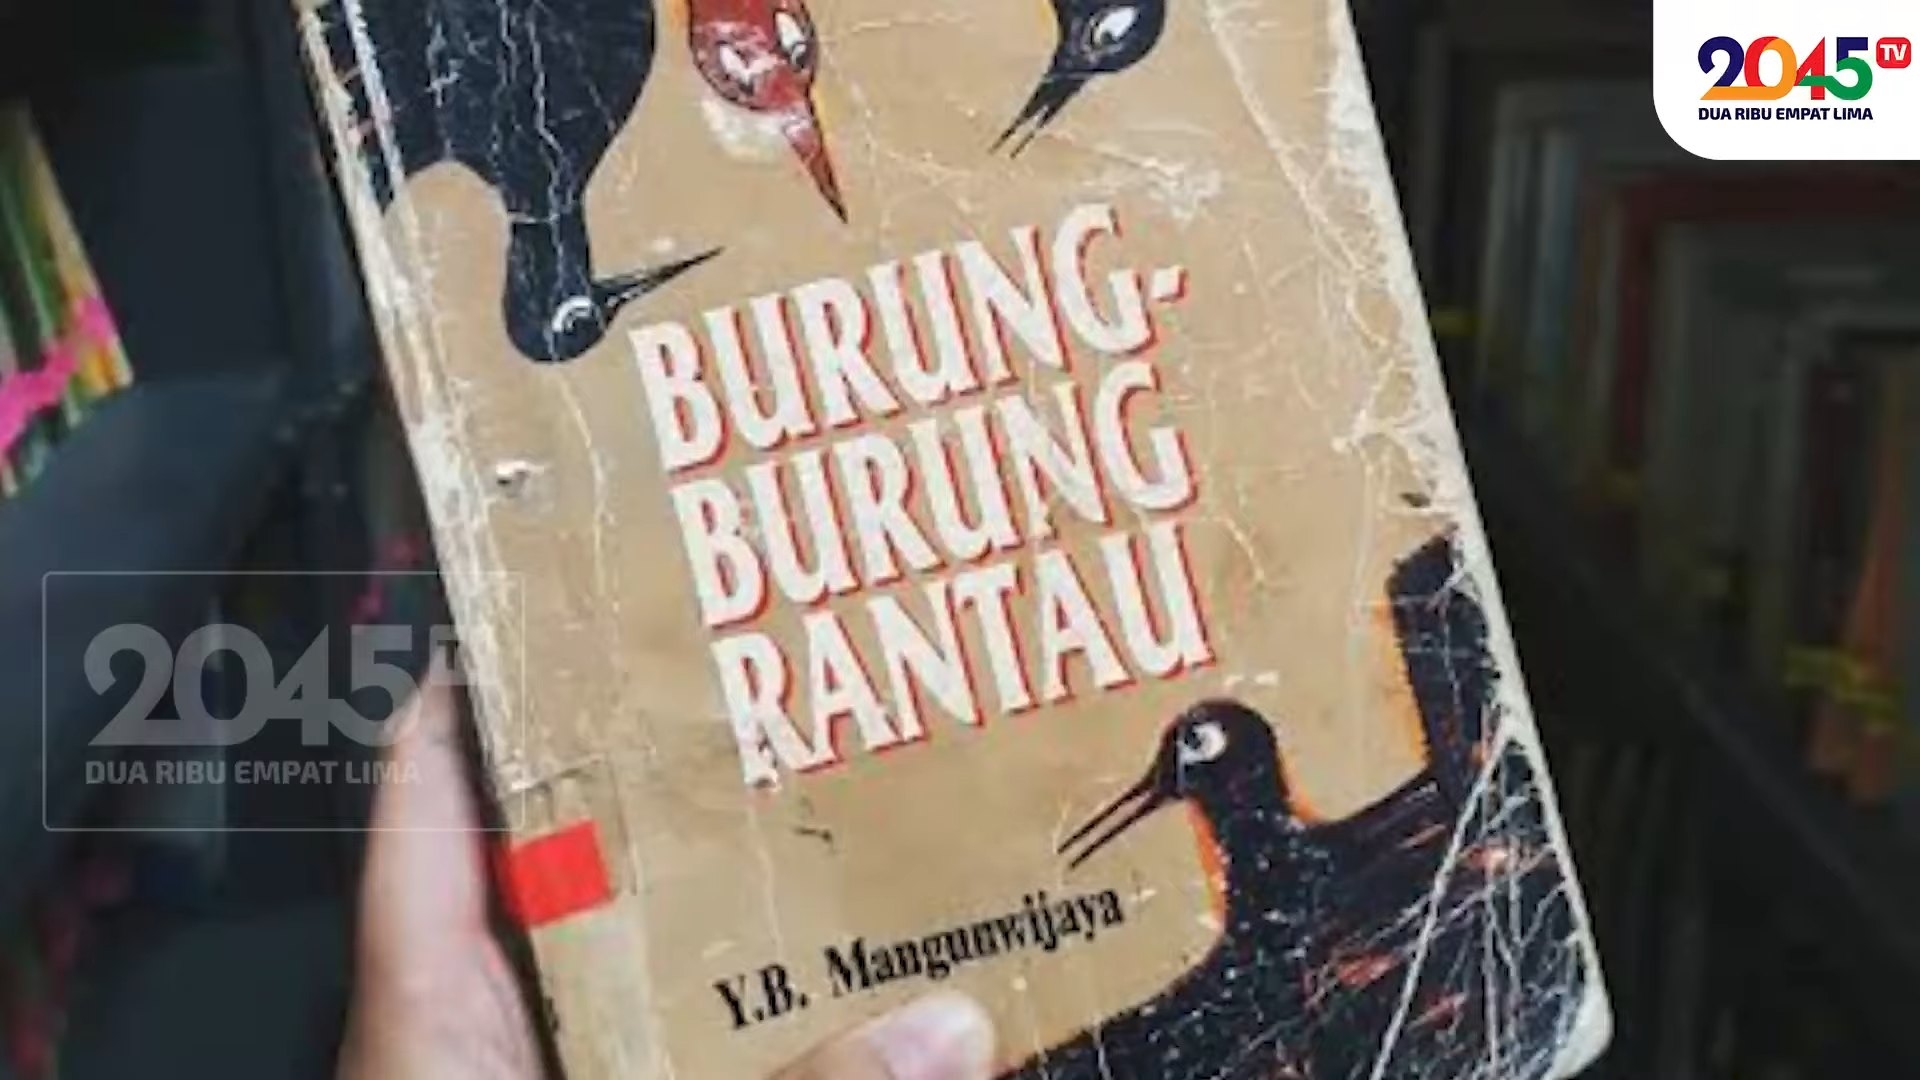 2045 TV
DUA RIBU EMPAT LIMA
BURUNG-
BURUNG
RANTAU
2045
DUA RIBU EMPAT LIMA
Y.B. Mangunwijaya